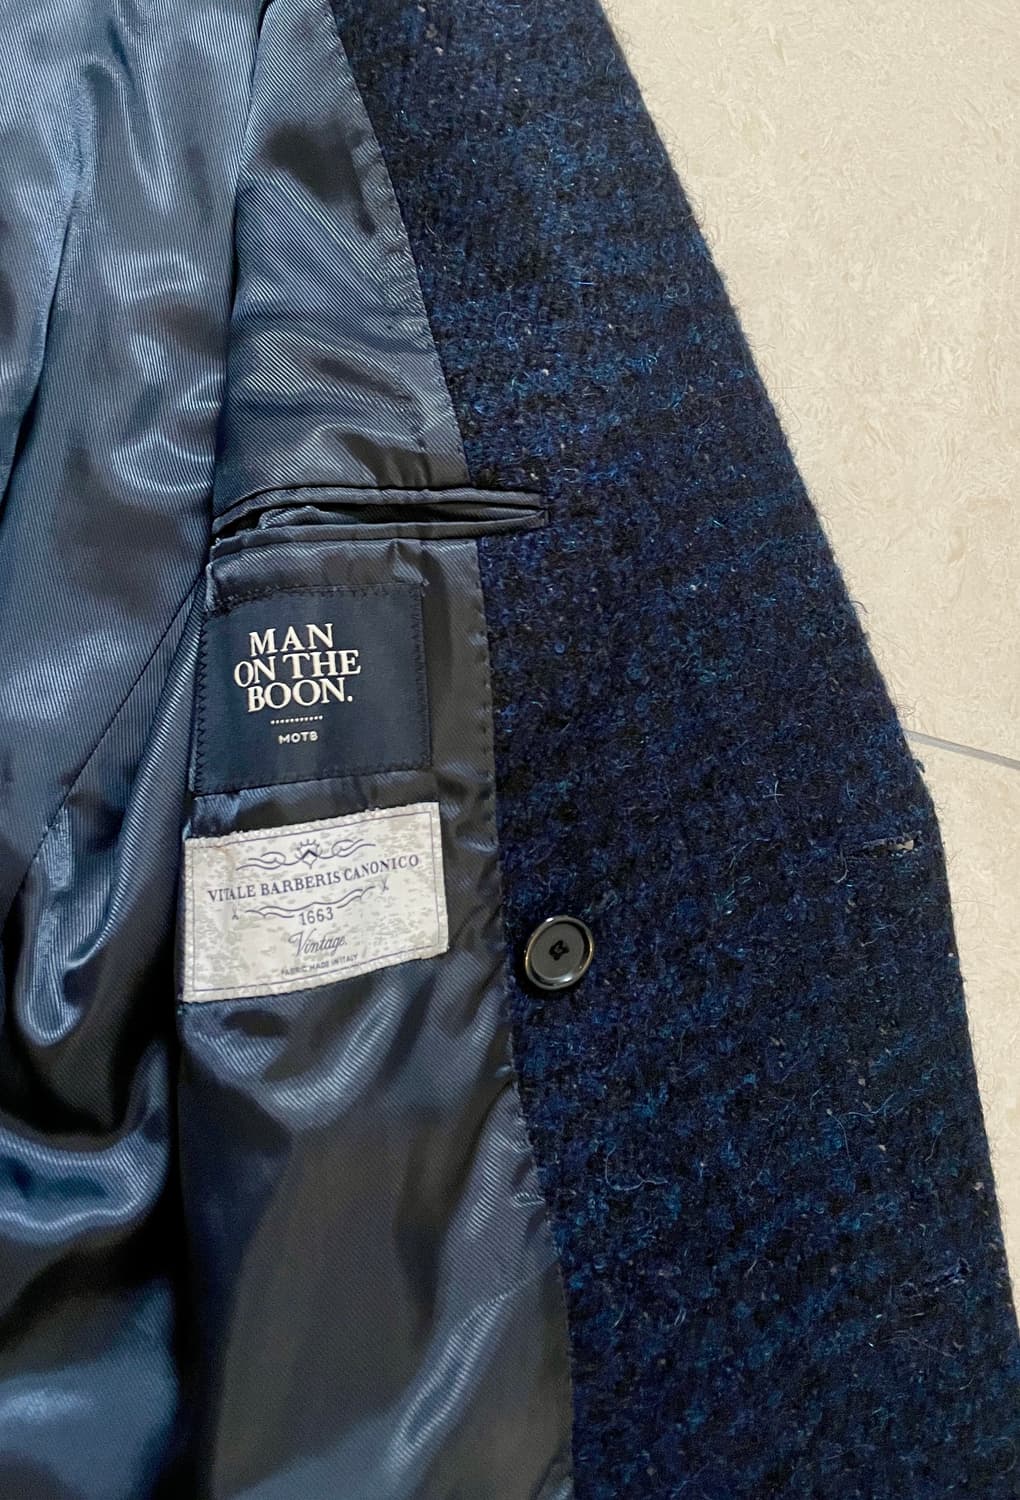 MAN
ON THE
BOON.
MOTB
VITALE BARBERIS CANONICO
1663
Vintage
FABRIC MADE IN ITALY